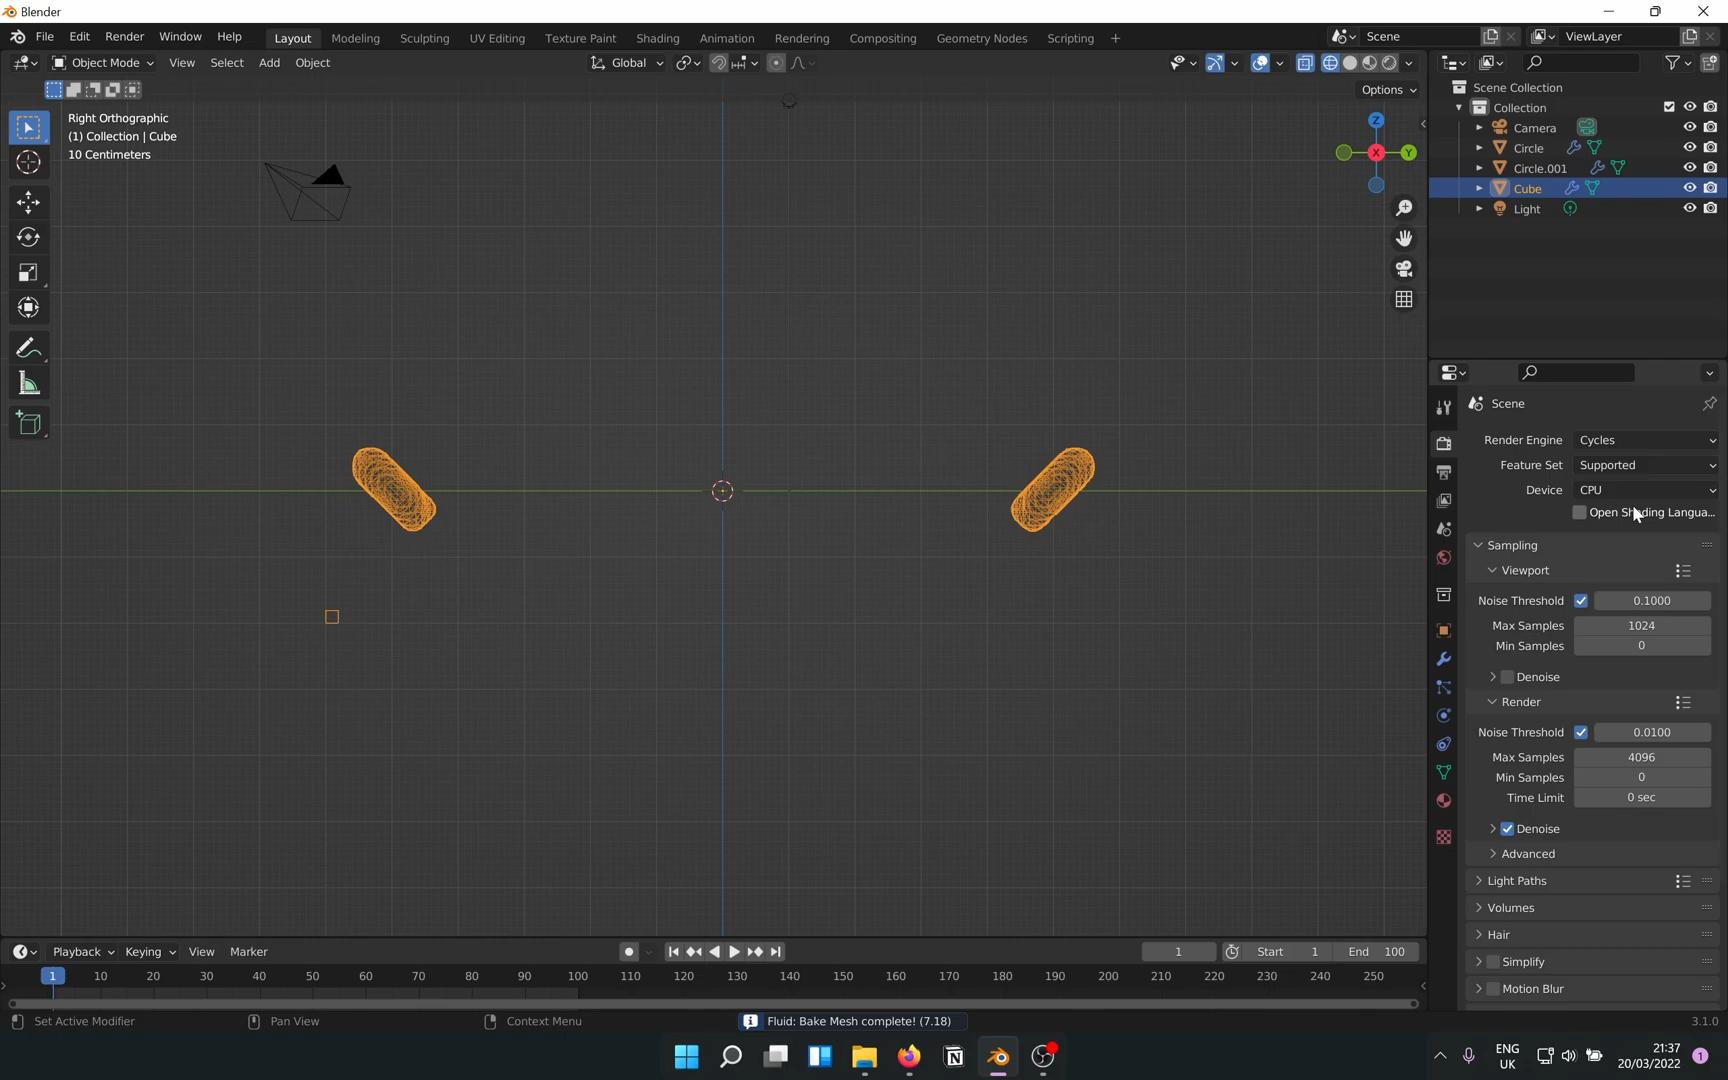 Blender
File Edit Render Window Help
Layout Modeling Sculpting UV Editing Texture Paint Shading Animation Rendering Compositing Geometry Nodes Scripting +
Scene
ViewLayer
Object Mode View Select Add Object
Global
Options
Right Orthographic
(1) Collection | Cube
10 Centimeters
Z
X
Y
Scene Collection
Collection
Camera
Circle
Circle.001
Cube
Light
Scene
Render Engine Cycles
Feature Set Supported
Device CPU
Open Shading Langua...
Sampling
Viewport
Noise Threshold 0.1000
Max Samples 1024
Min Samples 0
Denoise
Render
Noise Threshold 0.0100
Max Samples 4096
Min Samples 0
Time Limit 0 sec
Denoise
Advanced
Light Paths
Volumes
Hair
Simplify
Motion Blur
Playback Keying View Marker
1 Start 1 End 100
1 10 20 30 40 50 60 70 80 90 100 110 120 130 140 150 160 170 180 190 200 210 220 230 240 250
Set Active Modifier Pan View Context Menu Fluid: Bake Mesh complete! (7.18) 3.1.0
ENG
UK
21:37
20/03/2022
1